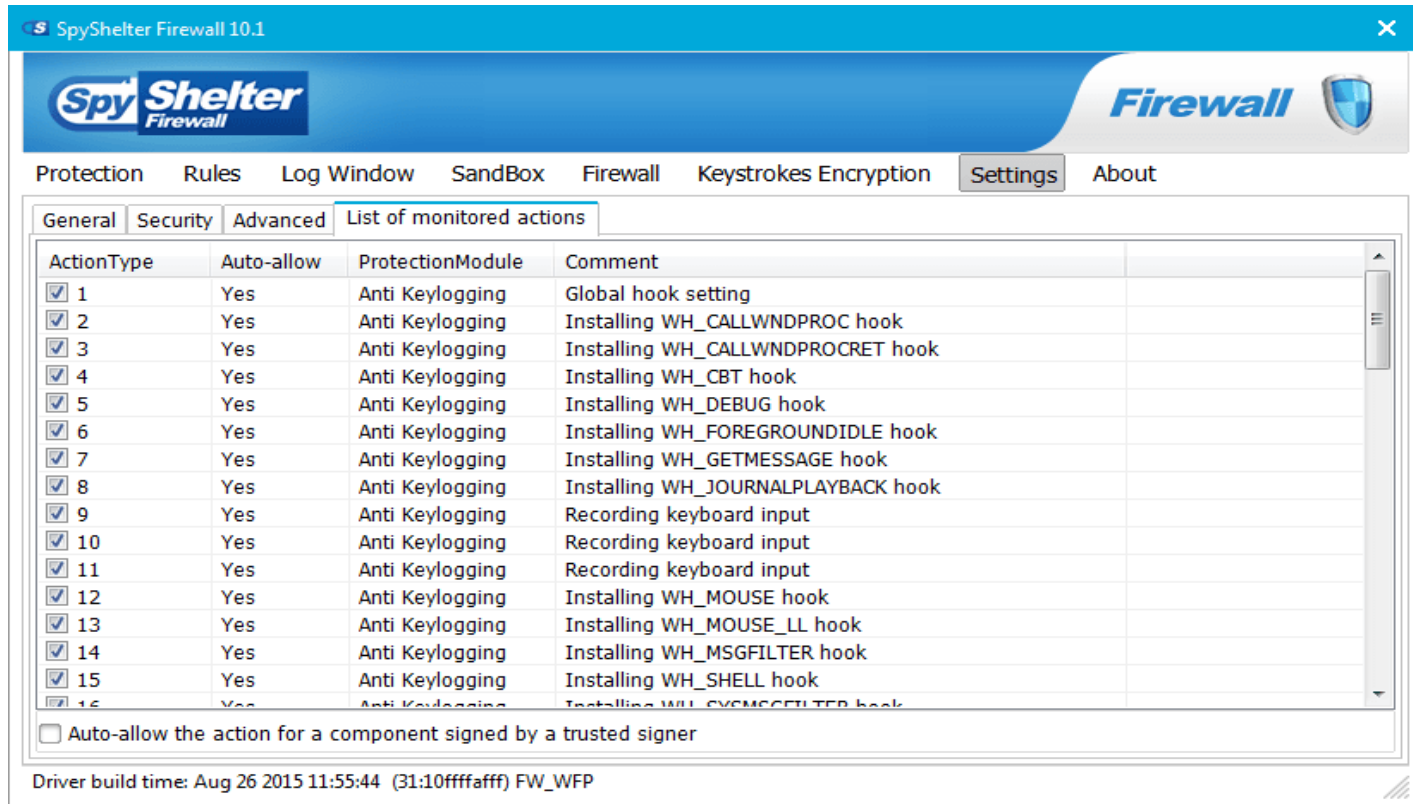 SpyShelter Firewall 10.1
Spy Shelter Firewall
Firewall
Protection Rules Log Window SandBox Firewall Keystrokes Encryption Settings About
General Security Advanced List of monitored actions
ActionType Auto-allow ProtectionModule Comment
1 Yes Anti Keylogging Global hook setting
2 Yes Anti Keylogging Installing WH_CALLWNDPROC hook
3 Yes Anti Keylogging Installing WH_CALLWNDPROCRET hook
4 Yes Anti Keylogging Installing WH_CBT hook
5 Yes Anti Keylogging Installing WH_DEBUG hook
6 Yes Anti Keylogging Installing WH_FOREGROUNDIDLE hook
7 Yes Anti Keylogging Installing WH_GETMESSAGE hook
8 Yes Anti Keylogging Installing WH_JOURNALPLAYBACK hook
9 Yes Anti Keylogging Recording keyboard input
10 Yes Anti Keylogging Recording keyboard input
11 Yes Anti Keylogging Recording keyboard input
12 Yes Anti Keylogging Installing WH_MOUSE hook
13 Yes Anti Keylogging Installing WH_MOUSE_LL hook
14 Yes Anti Keylogging Installing WH_MSGFILTER hook
15 Yes Anti Keylogging Installing WH_SHELL hook
16 Yes Anti Keylogging Installing WH_SYSMSGFILTER hook
Auto-allow the action for a component signed by a trusted signer
Driver build time: Aug 26 2015 11:55:44 (31:10ffffafff) FW_WFP